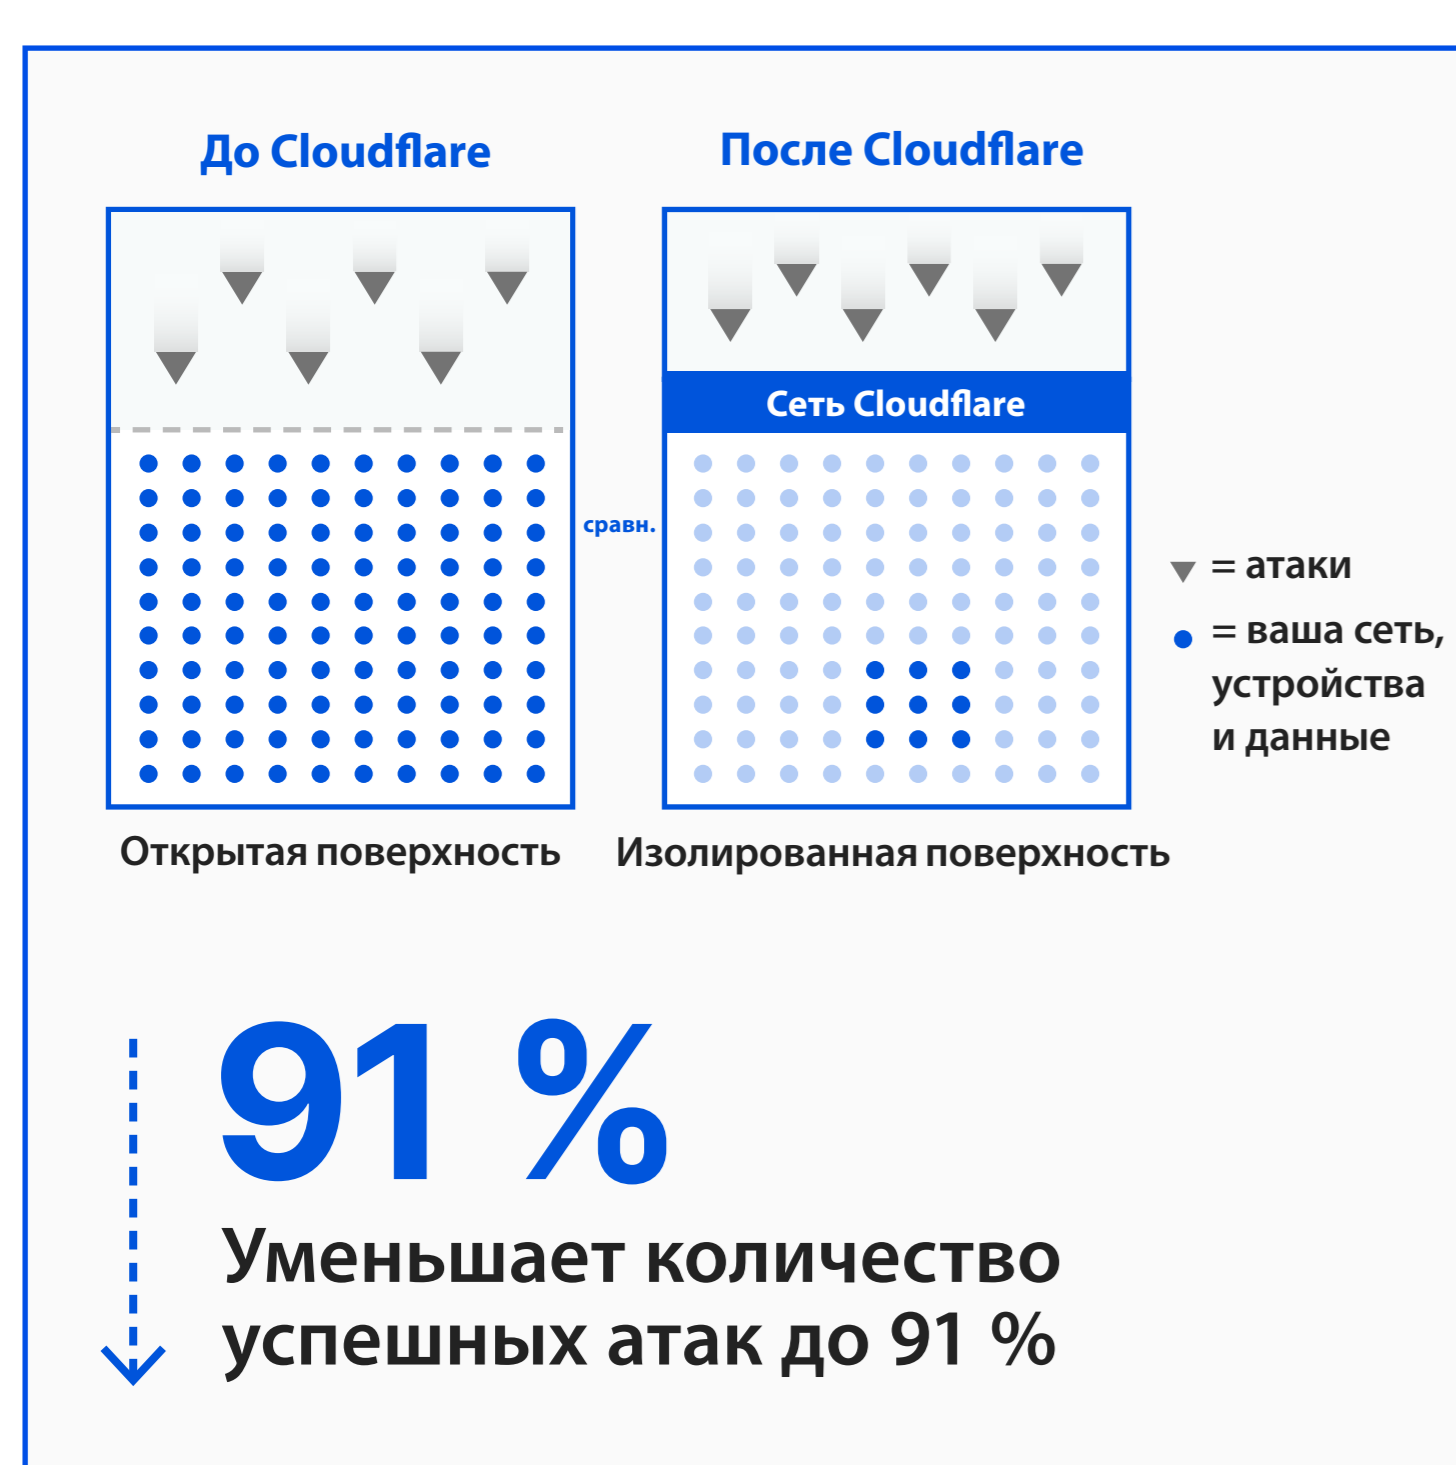 До Cloudflare
После Cloudflare
Сеть Cloudflare
сравн.
= атаки
= ваша сеть,
устройства
и данные
Открытая поверхность
Изолированная поверхность
91 %
Уменьшает количество
успешных атак до 91 %